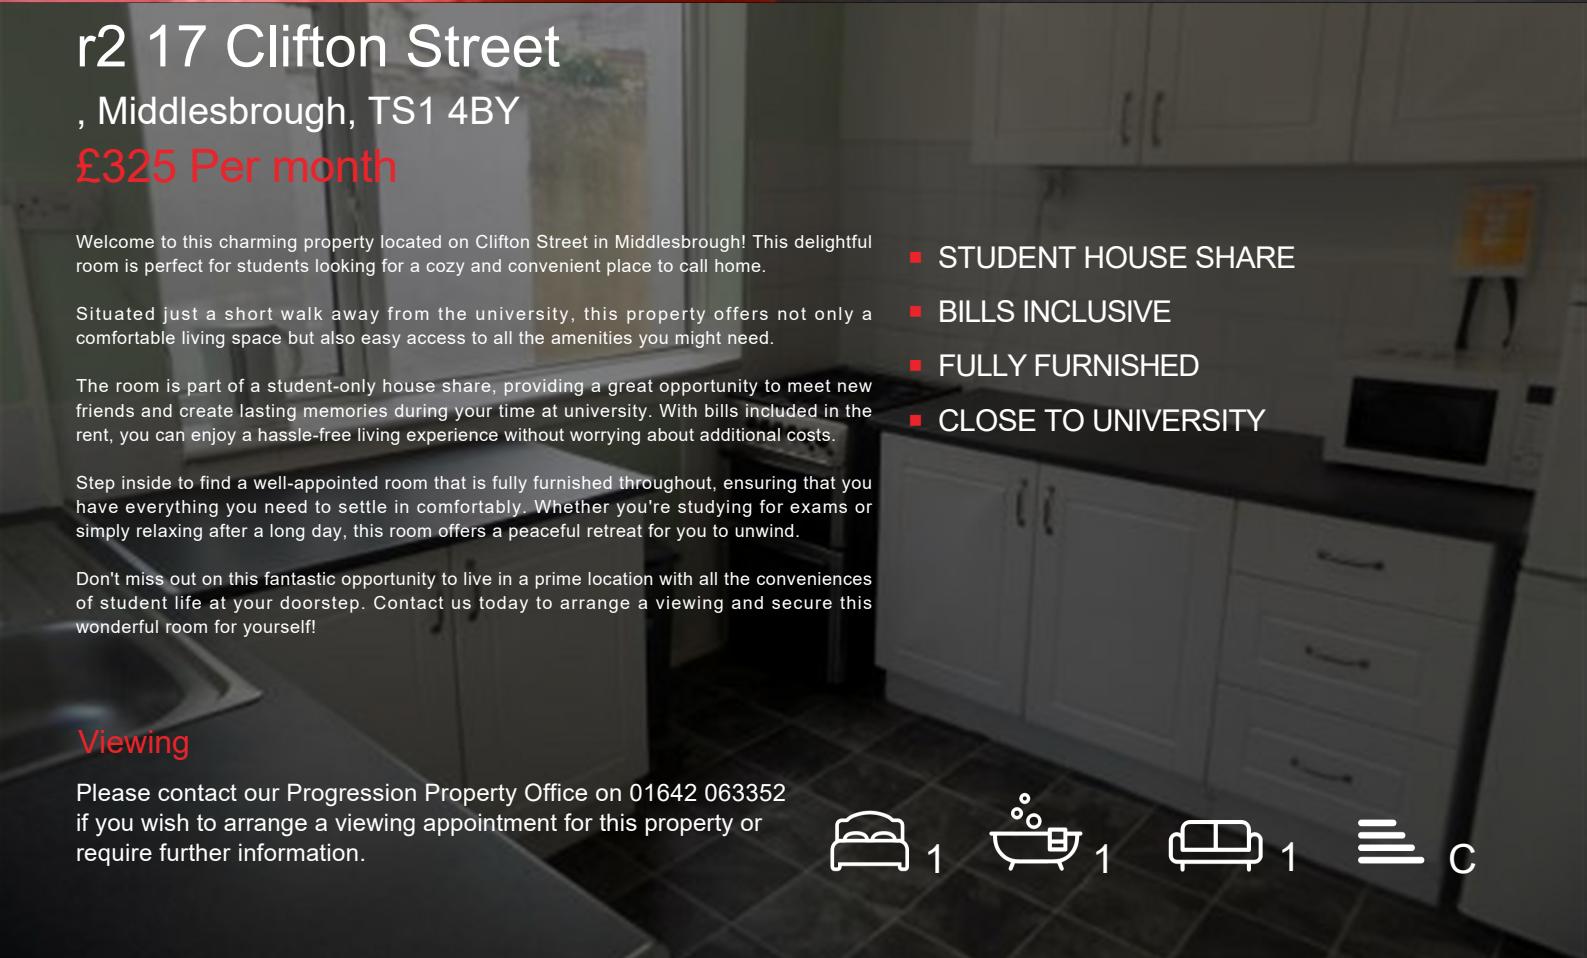 r2 17 Clifton Street
, Middlesbrough, TS1 4BY
£325 Per month
Welcome to this charming property located on Clifton Street in Middlesbrough! This delightful
room is perfect for students looking for a cozy and convenient place to call home.
Situated just a short walk away from the university, this property offers not only a
comfortable living space but also easy access to all the amenities you might need.
The room is part of a student-only house share, providing a great opportunity to meet new
friends and create lasting memories during your time at university. With bills included in the
rent, you can enjoy a hassle-free living experience without worrying about additional costs.
Step inside to find a well-appointed room that is fully furnished throughout, ensuring that you
have everything you need to settle in comfortably. Whether you're studying for exams or
simply relaxing after a long day, this room offers a peaceful retreat for you to unwind.
Don't miss out on this fantastic opportunity to live in a prime location with all the conveniences
of student life at your doorstep. Contact us today to arrange a viewing and secure this
wonderful room for yourself!
STUDENT HOUSE SHARE
BILLS INCLUSIVE
FULLY FURNISHED
CLOSE TO UNIVERSITY
Viewing
Please contact our Progression Property Office on 01642 063352
if you wish to arrange a viewing appointment for this property or
require further information.
1 1 1 C